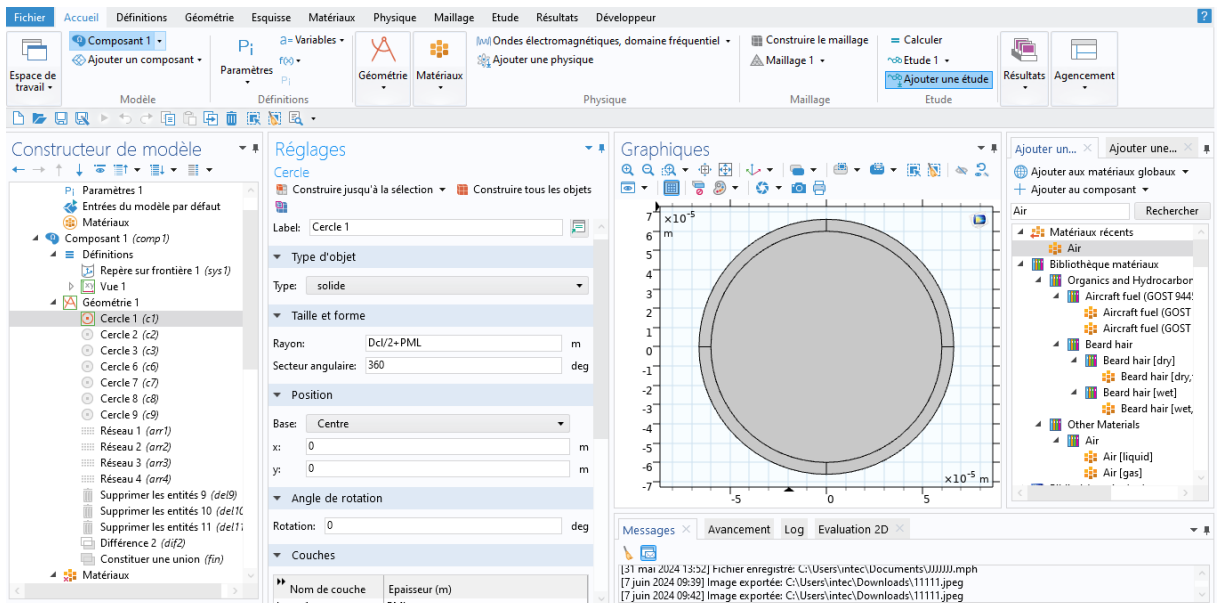 Fichier Accueil Définitions Géométrie Esquisse Matériaux Physique Maillage Etude Résultats Développeur ?
Espace de travail
Composant 1
Ajouter un composant
Modèle
Pi Paramètres
a= Variables
f(x)
Pi
Définitions
Géométrie
Matériaux
Ondes électromagnétiques, domaine fréquentiel
Ajouter une physique
Physique
Construire le maillage
Maillage 1
Maillage
= Calculer
Etude 1
Ajouter une étude
Etude
Résultats
Agencement
Constructeur de modèle
Pi Paramètres 1
Entrées du modèle par défaut
Matériaux
Composant 1 (comp1)
Définitions
Repère sur frontière 1 (sys1)
Vue 1
Géométrie 1
Cercle 1 (c1)
Cercle 2 (c2)
Cercle 3 (c3)
Cercle 6 (c6)
Cercle 7 (c7)
Cercle 8 (c8)
Cercle 9 (c9)
Réseau 1 (arr1)
Réseau 2 (arr2)
Réseau 3 (arr3)
Réseau 4 (arr4)
Supprimer les entités 9 (del9)
Supprimer les entités 10 (del10
Supprimer les entités 11 (del11
Différence 2 (dif2)
Constituer une union (fin)
Matériaux
Réglages
Cercle
Construire jusqu'à la sélection
Construire tous les objets
Label: Cercle 1
Type d'objet
Type: solide
Taille et forme
Rayon: Dcl/2+PML m
Secteur angulaire: 360 deg
Position
Base: Centre
x: 0 m
y: 0 m
Angle de rotation
Rotation: 0 deg
Couches
Nom de couche Epaisseur (m)
Graphiques
×10-5
m
7
6
5
4
3
2
1
0
-1
-2
-3
-4
-5
-6
-7
×10-5 m
-5 0 5
Messages Avancement Log Evaluation 2D
[31 mai 2024 13:52] Fichier enregistré: C:\Users\intec\Documents\JJJJJJJ.mph
[7 juin 2024 09:39] Image exportée: C:\Users\intec\Downloads\11111.jpeg
[7 juin 2024 09:42] Image exportée: C:\Users\intec\Downloads\11111.jpeg
Ajouter un... Ajouter une...
Ajouter aux matériaux globaux
Ajouter au composant
Air Rechercher
Matériaux récents
Air
Bibliothèque matériaux
Organics and Hydrocarbon
Aircraft fuel (GOST 944
Aircraft fuel (GOST
Aircraft fuel (GOST
Beard hair
Beard hair [dry]
Beard hair [dry,
Beard hair [wet]
Beard hair [wet,
Other Materials
Air
Air [liquid]
Air [gas]